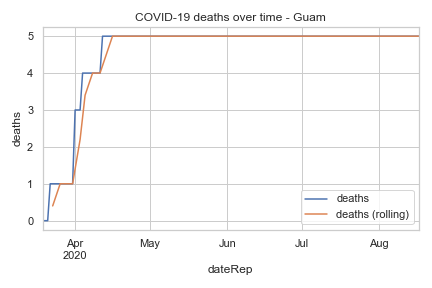 COVID-19 deaths over time - Guam
deaths
5
4
3
2
1
0
deaths
deaths (rolling)
Apr
2020
May
Jun
Jul
Aug
dateRep